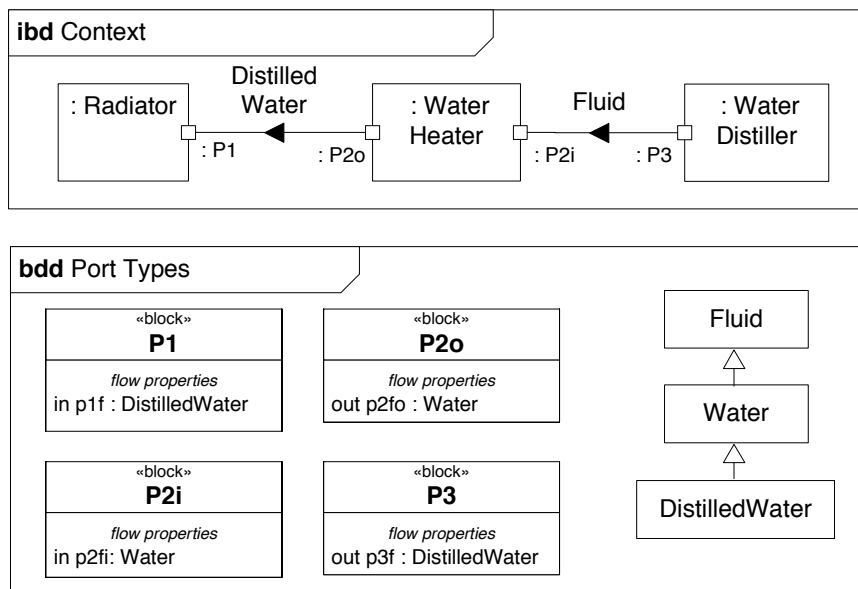 ibd Context
Distilled
Water
Fluid
: Radiator
: Water
Heater
: Water
Distiller
: P1
: P2o
: P2i
: P3
bdd Port Types
«block»
P1
flow properties
in p1f : DistilledWater
«block»
P2o
flow properties
out p2fo : Water
Fluid
Water
DistilledWater
«block»
P2i
flow properties
in p2fi: Water
«block»
P3
flow properties
out p3f : DistilledWater